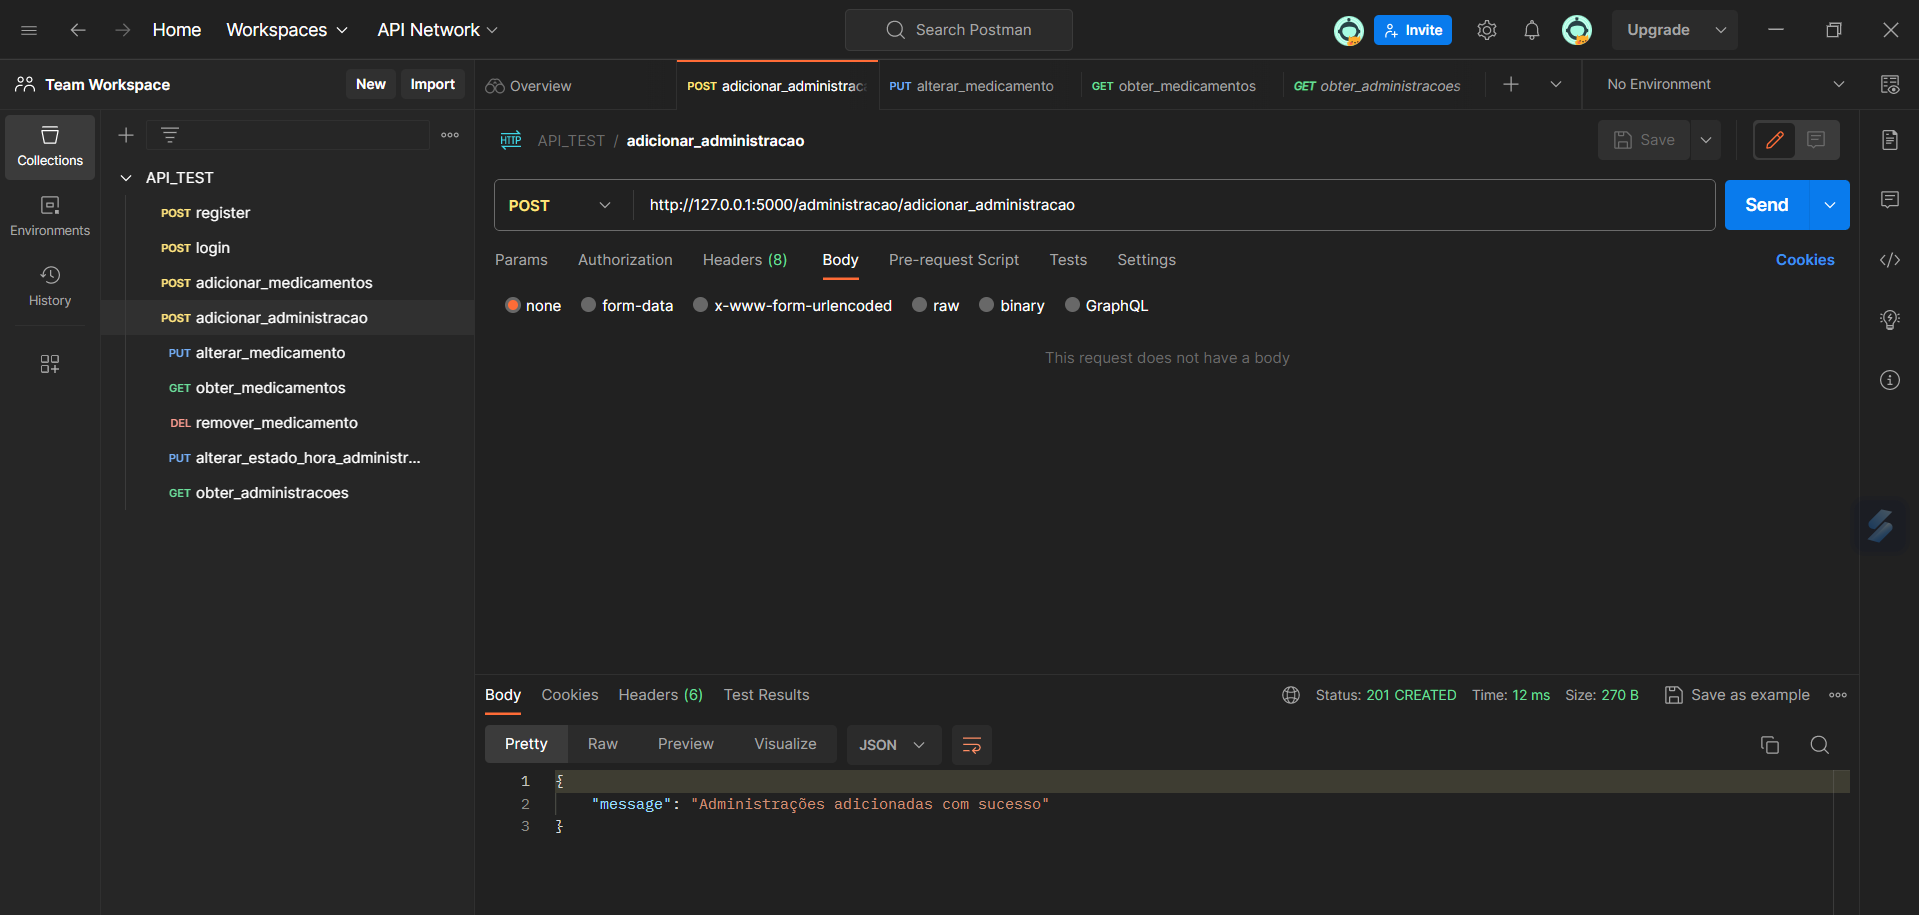 Home Workspaces API Network Search Postman Invite Upgrade
Team Workspace New Import Overview POST adicionar_administrac PUT alterar_medicamento GET obter_medicamentos GET obter_administracoes No Environment
Collections
Environments
History
API_TEST
POST register
POST login
POST adicionar_medicamentos
POST adicionar_administracao
PUT alterar_medicamento
GET obter_medicamentos
DEL remover_medicamento
PUT alterar_estado_hora_administr...
GET obter_administracoes
HTTP API_TEST / adicionar_administracao Save
POST http://127.0.0.1:5000/administracao/adicionar_administracao Send
Params Authorization Headers (8) Body Pre-request Script Tests Settings Cookies
none form-data x-www-form-urlencoded raw binary GraphQL
This request does not have a body
Body Cookies Headers (6) Test Results Status: 201 CREATED Time: 12 ms Size: 270 B Save as example
Pretty Raw Preview Visualize JSON
1 {
2 "message": "Administrações adicionadas com sucesso"
3 }